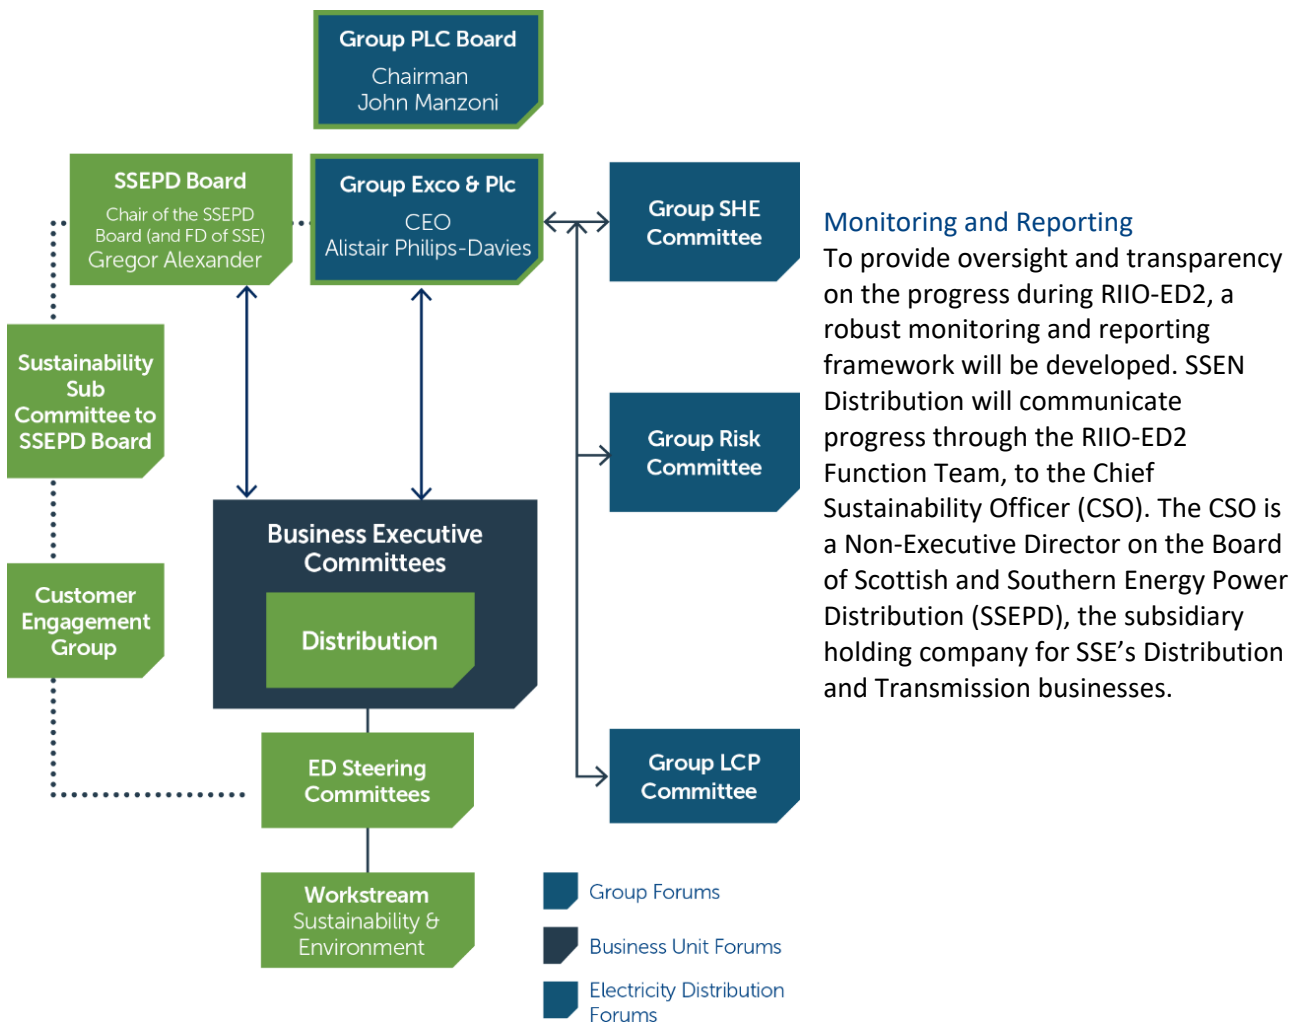 Group PLC Board
Chairman
John Manzoni
SSEPD Board
Chair of the SSEPD
Board (and FD of SSE)
Gregor Alexander
Group Exco & Plc
CEO
Alistair Philips-Davies
Group SHE
Committee
Sustainability
Sub
Committee to
SSEPD Board
Group Risk
Committee
Business Executive
Committees
Distribution
Customer
Engagement
Group
ED Steering
Committees
Group LCP
Committee
Workstream
Sustainability &
Environment
Group Forums
Business Unit Forums
Electricity Distribution
Forums
Monitoring and Reporting
To provide oversight and transparency
on the progress during RIIO-ED2, a
robust monitoring and reporting
framework will be developed. SSEN
Distribution will communicate
progress through the RIIO-ED2
Function Team, to the Chief
Sustainability Officer (CSO). The CSO is
a Non-Executive Director on the Board
of Scottish and Southern Energy Power
Distribution (SSEPD), the subsidiary
holding company for SSE’s Distribution
and Transmission businesses.